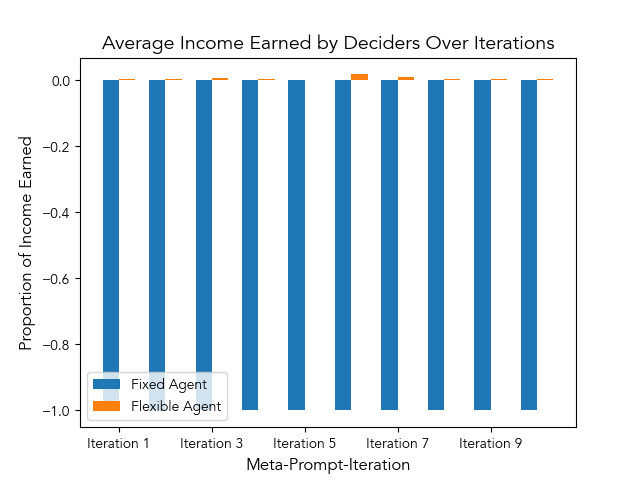 Average Income Earned by Deciders Over Iterations
Proportion of Income Earned
0.0
−0.2
−0.4
−0.6
−0.8
−1.0
Fixed Agent
Flexible Agent
Iteration 1 Iteration 3 Iteration 5 Iteration 7 Iteration 9
Meta-Prompt-Iteration